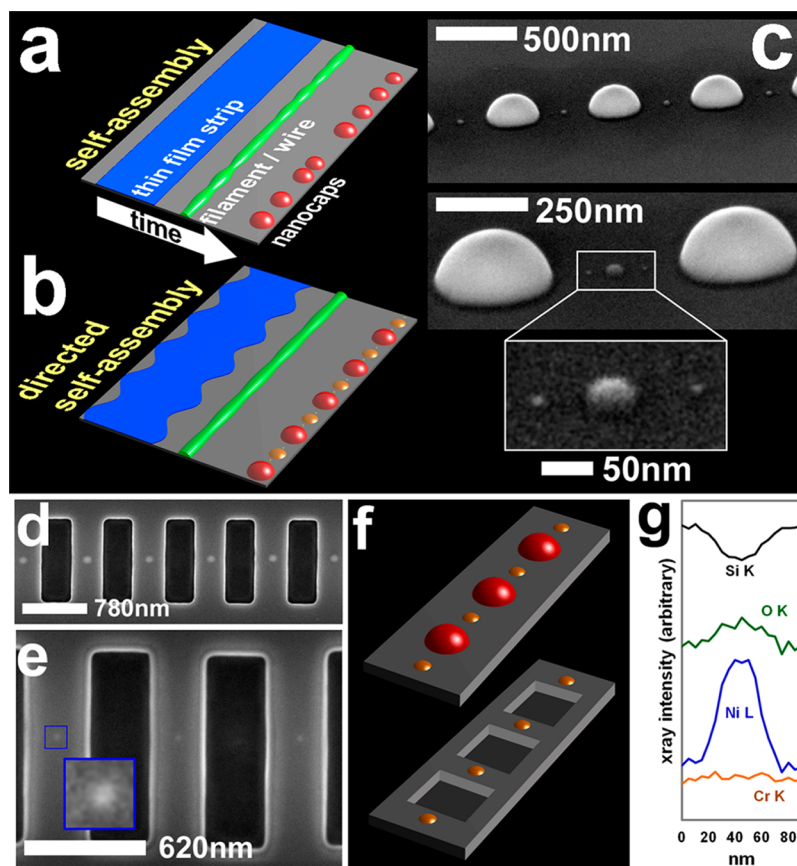 a
self-assembly
thin film strip
filament / wire
nanocaps
time
b
directed
self-assembly
c
500nm
250nm
50nm
d
780nm
e
620nm
f
g
xray intensity (arbitrary)
Si K
O K
Ni L
Cr K
0 20 40 60 80
nm